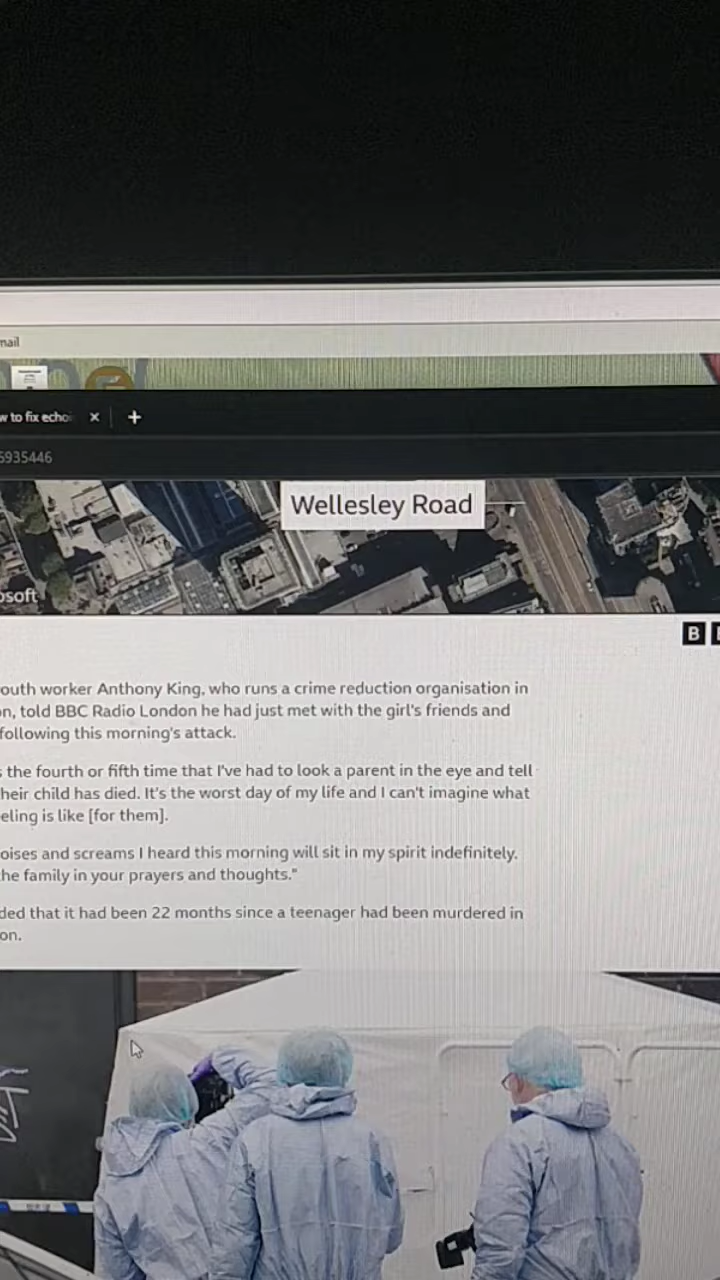 mail
w to fix echo
5935446
Wellesley Road
osoft
B
outh worker Anthony King, who runs a crime reduction organisation in
on, told BBC Radio London he had just met with the girl's friends and
following this morning's attack.
s the fourth or fifth time that I've had to look a parent in the eye and tell
heir child has died. It's the worst day of my life and I can't imagine what
eling is like [for them].
oises and screams I heard this morning will sit in my spirit indefinitely.
he family in your prayers and thoughts."
ded that it had been 22 months since a teenager had been murdered in
on.